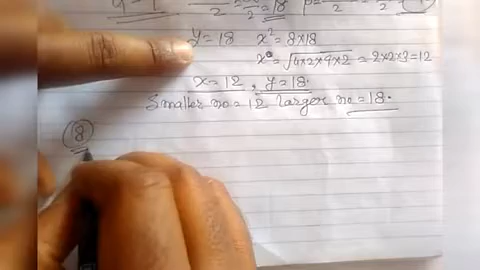 y = 18 x² = 8×18
x = √4×2×9×2 = 2×2×3 = 12
x = 12, y = 18.
Smaller no = 12 larger no = 18.
8